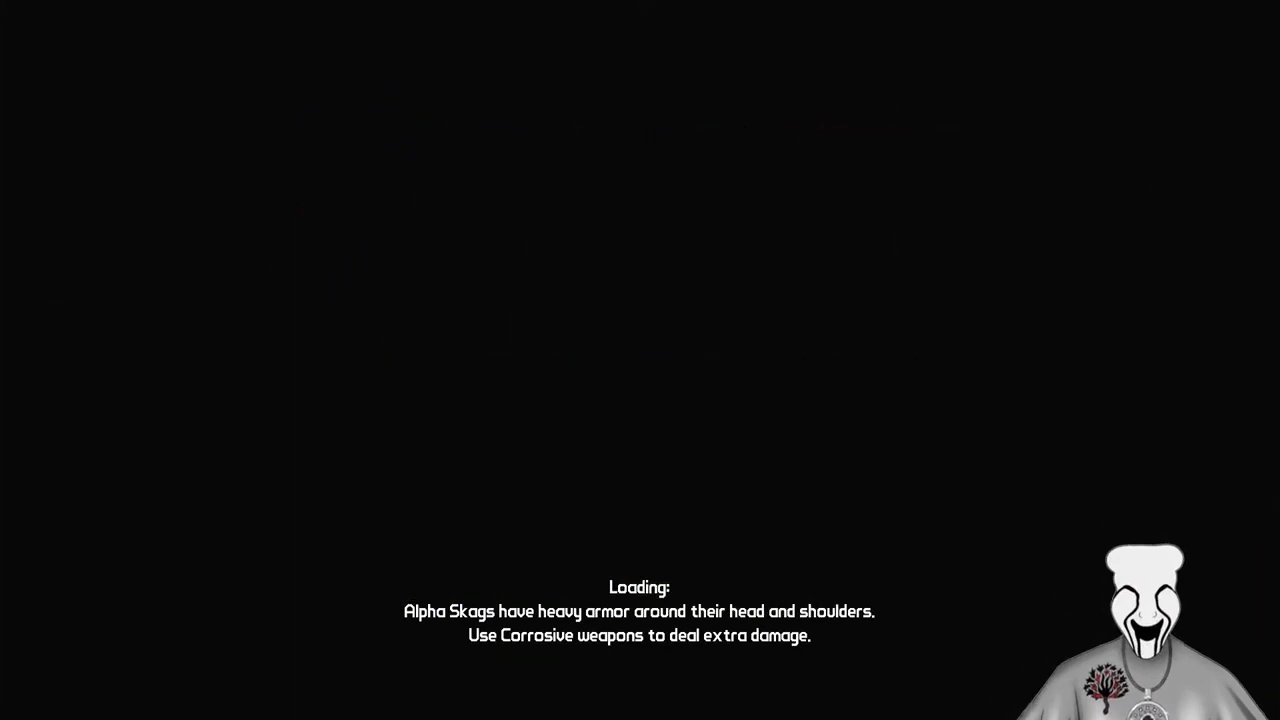 Loading:
Alpha Skags have heavy armor around their head and shoulders.
Use Corrosive weapons to deal extra damage.